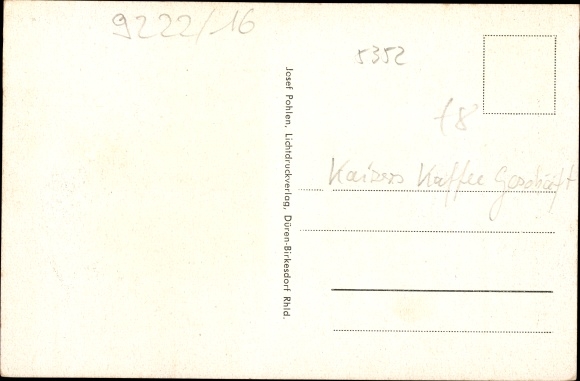 9222/16
5352
18
Kaisers Kaffee Geschäft
Josef Pohlen, Lichtdruckverlag, Düren-Birkesdorf Rhld.